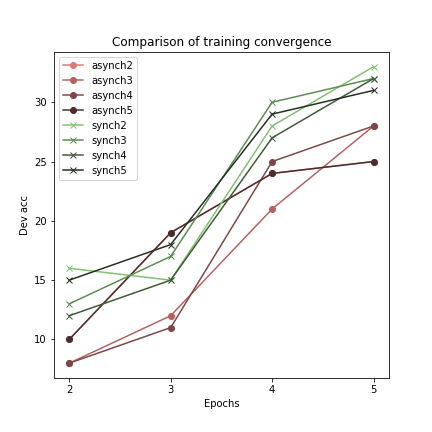 Comparison of training convergence
asynch2
asynch3
asynch4
asynch5
synch2
synch3
synch4
synch5
Dev acc
30
25
20
15
10
2 3 4 5
Epochs